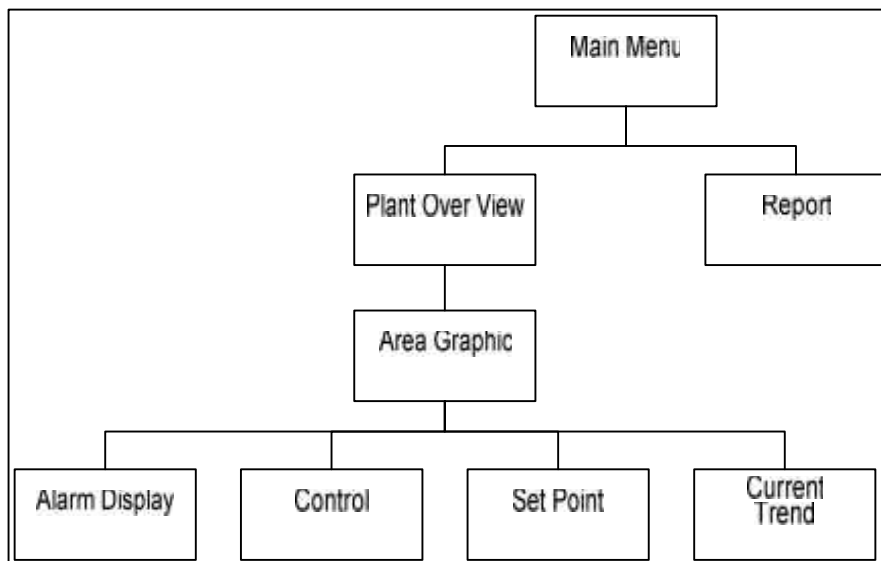 Main Menu
Plant Over View
Report
Area Graphic
Alarm Display
Control
Set Point
Current
Trend